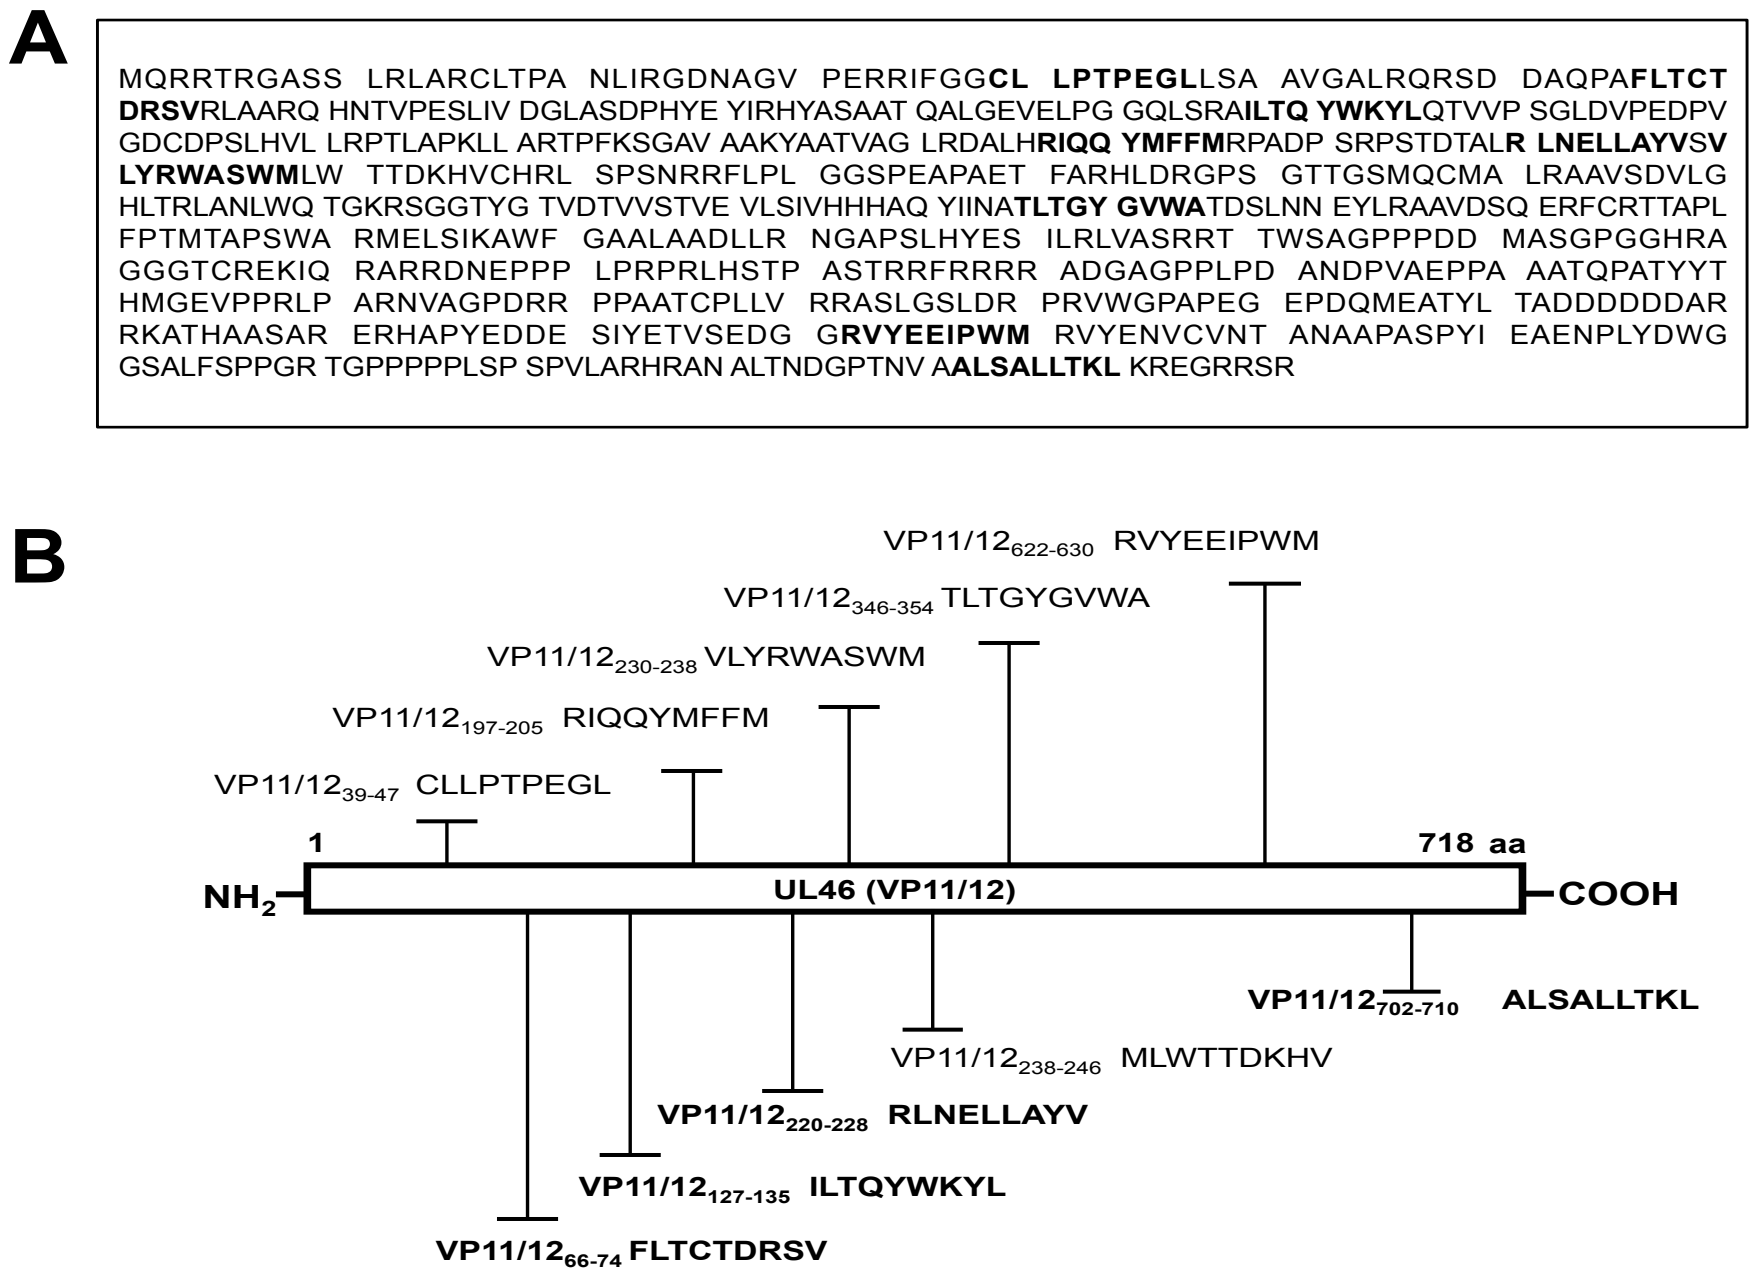 A
MQRRTRGASS LRLARCLTPA NLIRGDNAGV PERRIFGGCL LPTPEGLLSA AVGALRQRSD DAQPAFLTCT
DRSVRLAARQ HNTVPESLIV DGLASDPHYE YIRHYASAAT QALGEVELPG GQLSRAILTQ YWKYLQTVVP SGLDVPEDPV
GDCDPSLHVL LRPTLAPKLL ARTPFKSGAV AAKYAATVAG LRDALHRIQQ YMFFMRPADP SRPSTDTALR LNELLAYVSV
LYRWASWMLW TTDKHVCHRL SPSNRRFLPL GGSPEAPAET FARHLDRGPS GTTGSMQCMA LRAAVSDVLG
HLTRLANLWQ TGKRSGGTYG TVDTVVSTVE VLSIVHHHAQ YIINATLTGY GVWATDSLNN EYLRAAVDSQ ERFCRTTAPL
FPTMTAPSWA RMELSIKAWF GAALAADLLR NGAPSLHYES ILRLVASRRT TWSAGPPPDD MASGPGGHRA
GGGTCREKIQ RARRDNEPPP LPRPRLHSTP ASTRRFRRRR ADGAGPPLPD ANDPVAEPPA AATQPATYYT
HMGEVPPRLP ARNVAGPDRR PPAATCPLLV RRASLGSLDR PRVWGPAPEG EPDQMEATYL TADDDDDDAR
RKATHAASAR ERHAPYEDDE SIYETVSEDG GRVYEEIPWM RVYENVCVNT ANAAPASPYI EAENPLYDWG
GSALFSPPGR TGPPPPPLSP SPVLARHRAN ALTNDGPTNV AALSALLTKL KREGRRSR
B
VP11/12622-630 RVYEEIPWM
VP11/12346-354 TLTGYGVWA
VP11/12230-238 VLYRWASWM
VP11/12197-205 RIQQYMFFM
VP11/1239-47 CLLPTPEGL
1 718 aa
NH2 UL46 (VP11/12) COOH
VP11/12702-710 ALSALLTKL
VP11/12238-246 MLWTTDKHV
VP11/12220-228 RLNELLAYV
VP11/12127-135 ILTQYWKYL
VP11/1266-74 FLTCTDRSV